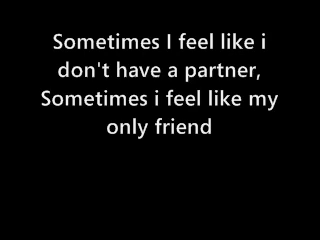 Sometimes I feel like i
don't have a partner,
Sometimes i feel like my
only friend